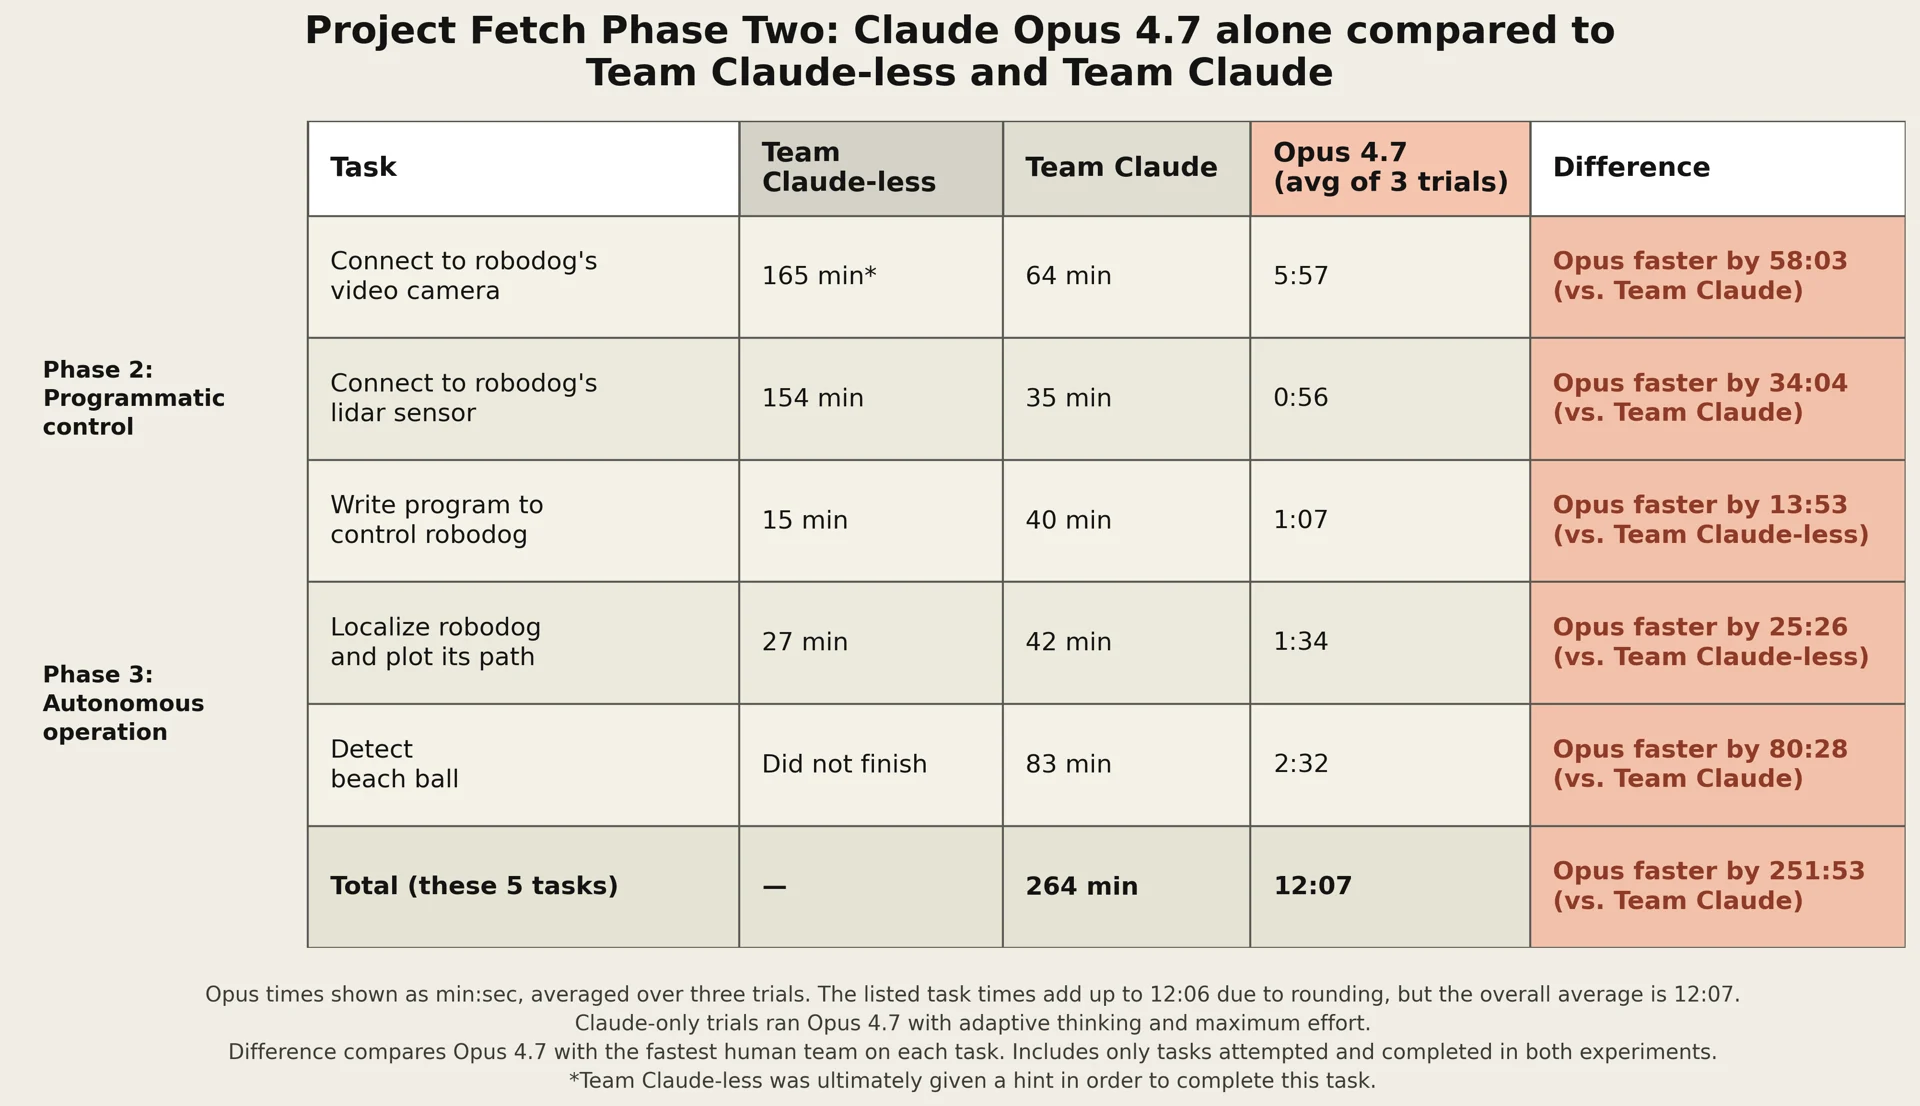 Project Fetch Phase Two: Claude Opus 4.7 alone compared to
Team Claude-less and Team Claude
Task
Team
Claude-less
Team Claude
Opus 4.7
(avg of 3 trials)
Difference
Phase 2:
Programmatic
control
Connect to robodog's
video camera
165 min*
64 min
5:57
Opus faster by 58:03
(vs. Team Claude)
Connect to robodog's
lidar sensor
154 min
35 min
0:56
Opus faster by 34:04
(vs. Team Claude)
Write program to
control robodog
15 min
40 min
1:07
Opus faster by 13:53
(vs. Team Claude-less)
Phase 3:
Autonomous
operation
Localize robodog
and plot its path
27 min
42 min
1:34
Opus faster by 25:26
(vs. Team Claude-less)
Detect
beach ball
Did not finish
83 min
2:32
Opus faster by 80:28
(vs. Team Claude)
Total (these 5 tasks)
—
264 min
12:07
Opus faster by 251:53
(vs. Team Claude)
Opus times shown as min:sec, averaged over three trials. The listed task times add up to 12:06 due to rounding, but the overall average is 12:07.
Claude-only trials ran Opus 4.7 with adaptive thinking and maximum effort.
Difference compares Opus 4.7 with the fastest human team on each task. Includes only tasks attempted and completed in both experiments.
*Team Claude-less was ultimately given a hint in order to complete this task.